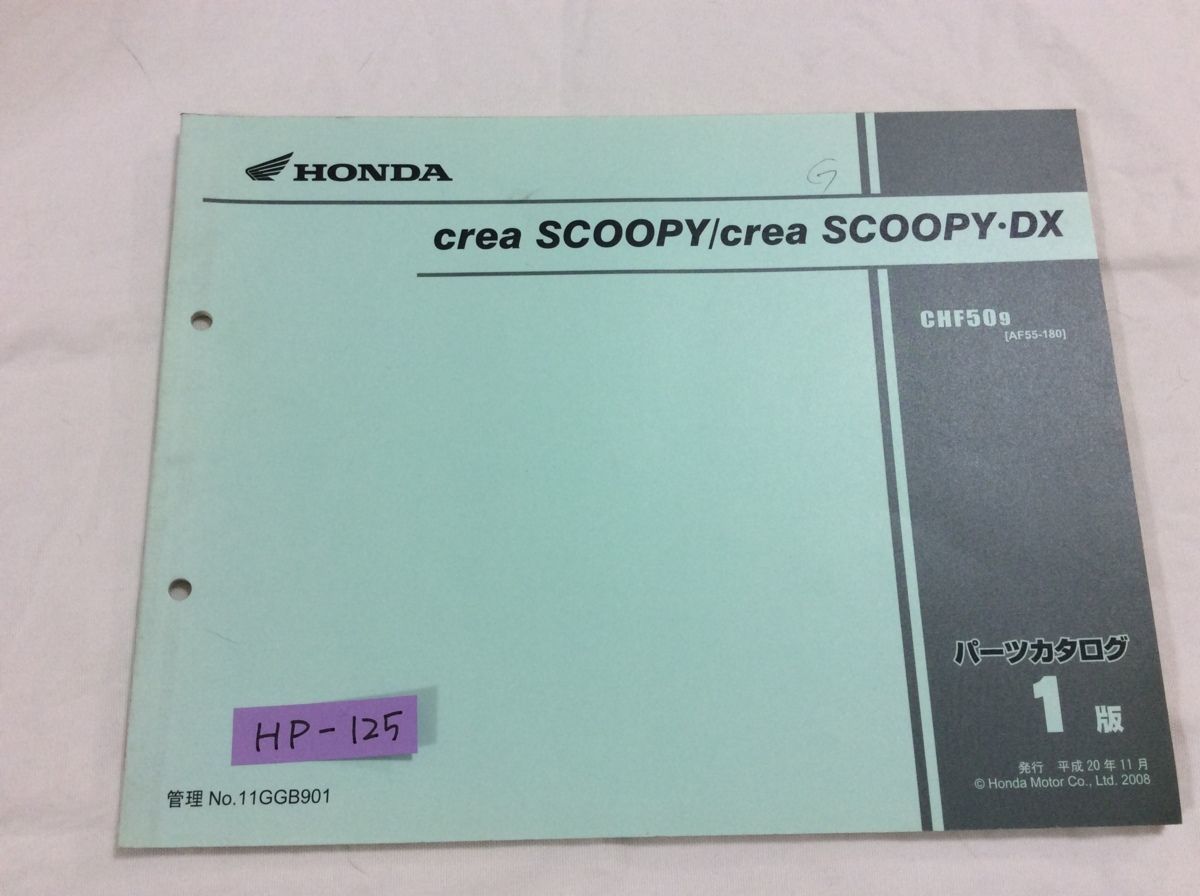 HONDA
G
crea SCOOPY/crea SCOOPY・DX
CHF509
[AF55-180]
パーツカタログ
1版
発行 平成20年11月
© Honda Motor Co., Ltd. 2008
HP-125
管理 No.11GGB901